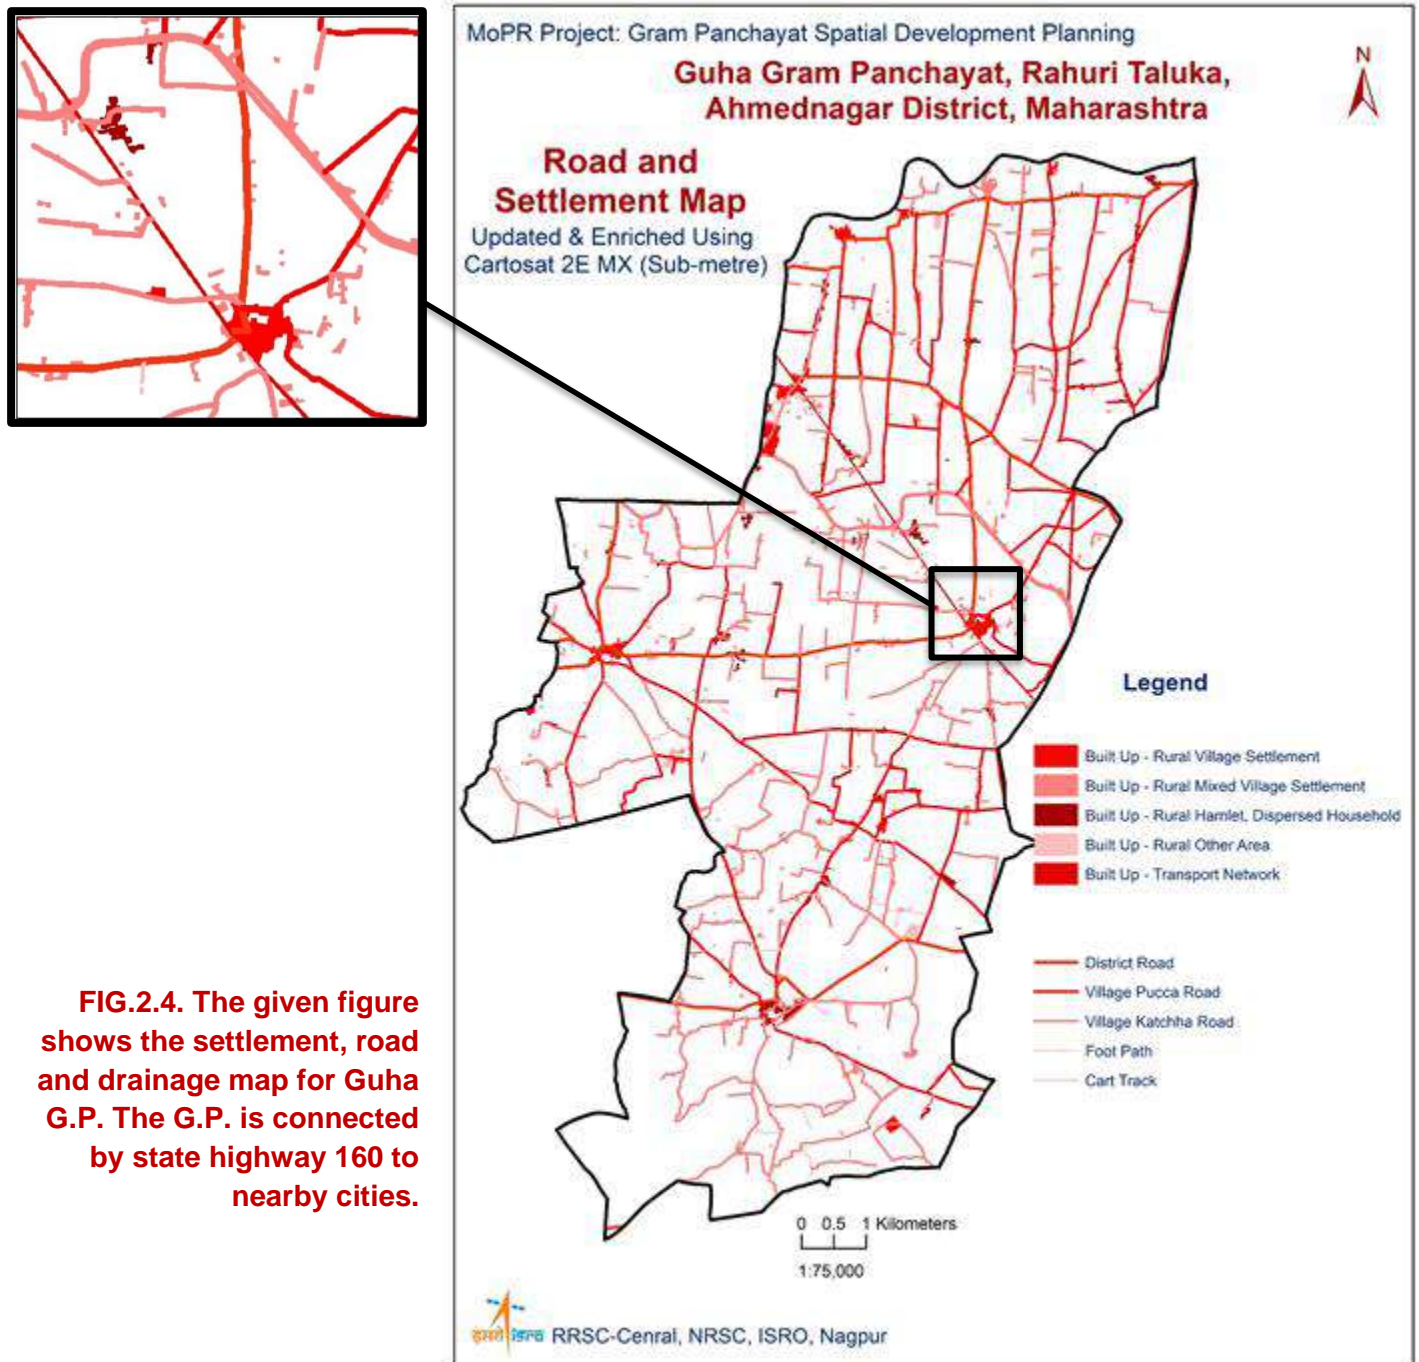 MoPR Project: Gram Panchayat Spatial Development Planning
Guha Gram Panchayat, Rahuri Taluka,
Ahmednagar District, Maharashtra
N
Road and
Settlement Map
Updated & Enriched Using
Cartosat 2E MX (Sub-metre)
Legend
Built Up - Rural Village Settlement
Built Up - Rural Mixed Village Settlement
Built Up - Rural Hamlet, Dispersed Household
Built Up - Rural Other Area
Built Up - Transport Network
District Road
Village Pucca Road
Village Katchha Road
Foot Path
Cart Track
FIG.2.4. The given figure
shows the settlement, road
and drainage map for Guha
G.P. The G.P. is connected
by state highway 160 to
nearby cities.
0 0.5 1 Kilometers
1:75,000
इसरो isro RRSC-Cenral, NRSC, ISRO, Nagpur